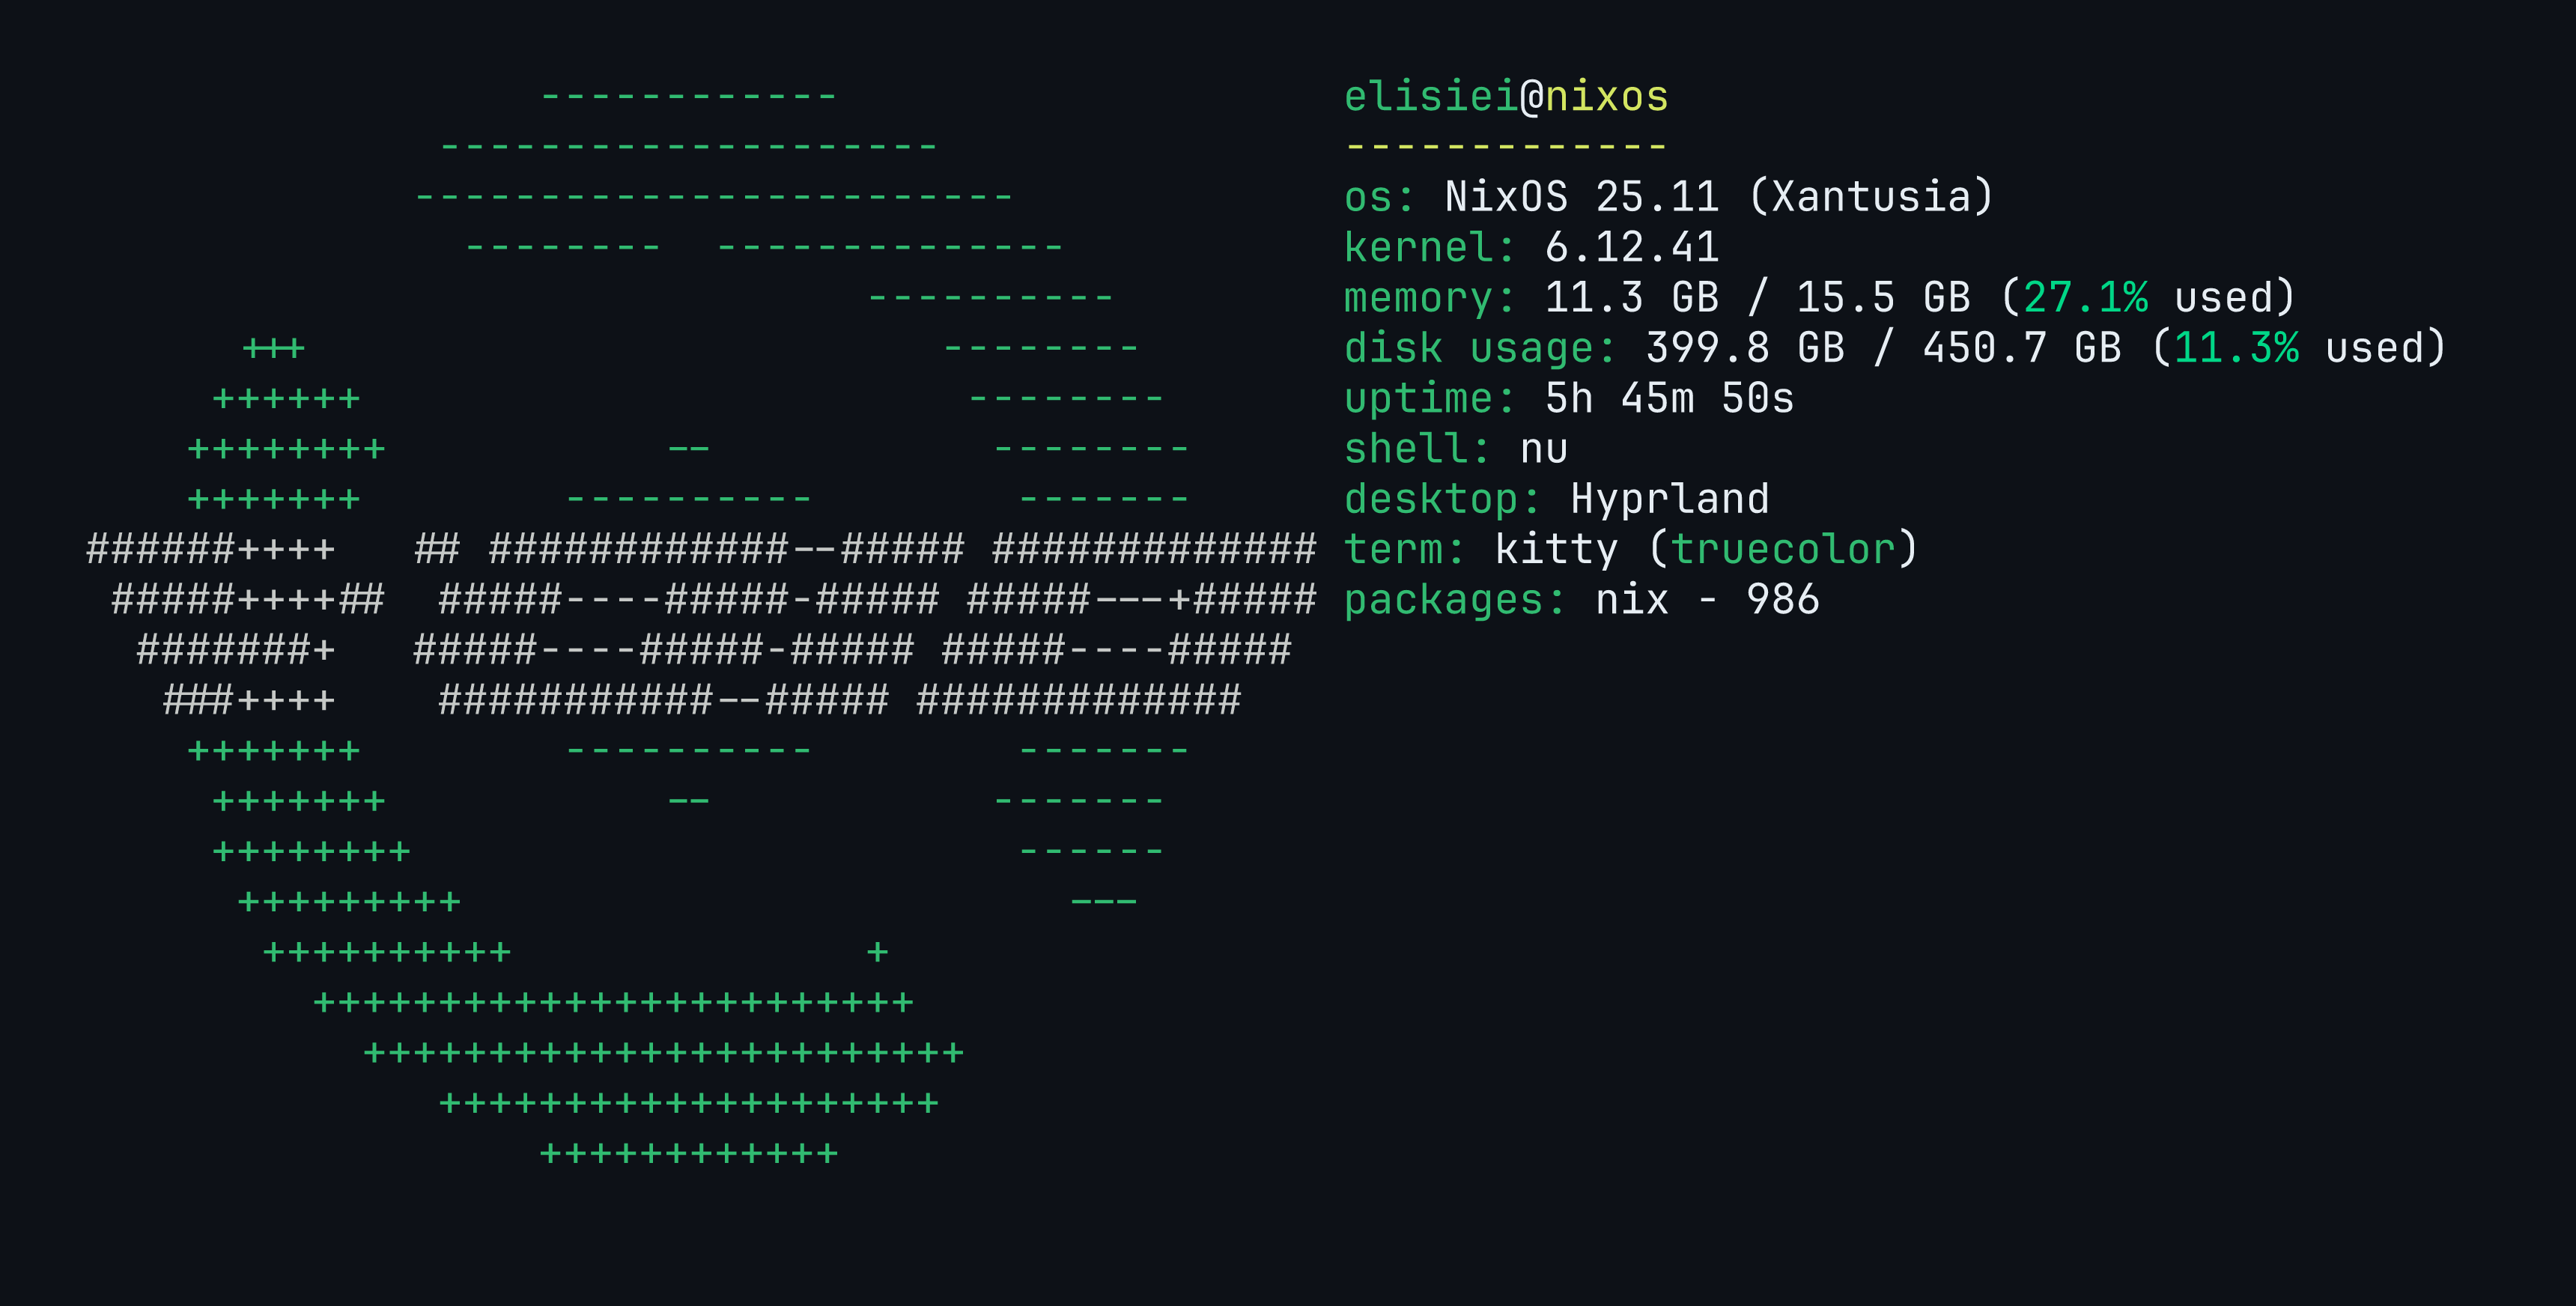 elisiei@nixos
-------------
os: NixOS 25.11 (Xantusia)
kernel: 6.12.41
memory: 11.3 GB / 15.5 GB (27.1% used)
disk usage: 399.8 GB / 450.7 GB (11.3% used)
uptime: 5h 45m 50s
shell: nu
desktop: Hyprland
term: kitty (truecolor)
packages: nix - 986